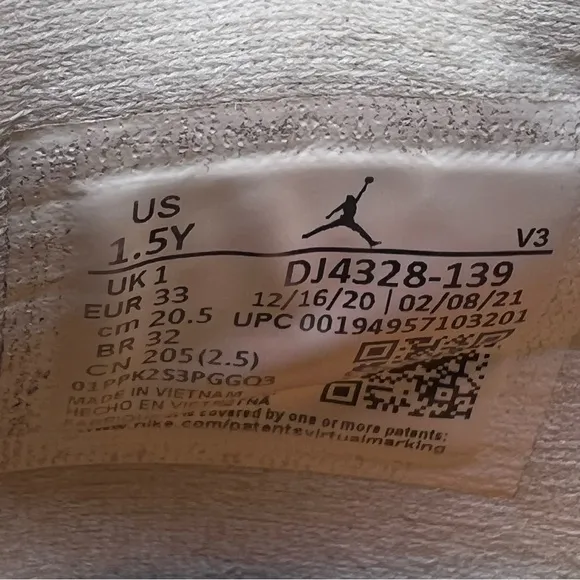 US
1.5Y
V3
UK 1
EUR 33
cm 20.5
BR 32
CN 205 (2.5)
DJ4328-139
12/16/20 | 02/08/21
UPC 00194957103201
01PPK2S3PGGQ3
MADE IN VIETNAM
HECHO EN VIETNAM
covered by one or more patents;
www.nike.com/patentsvirtualmarking